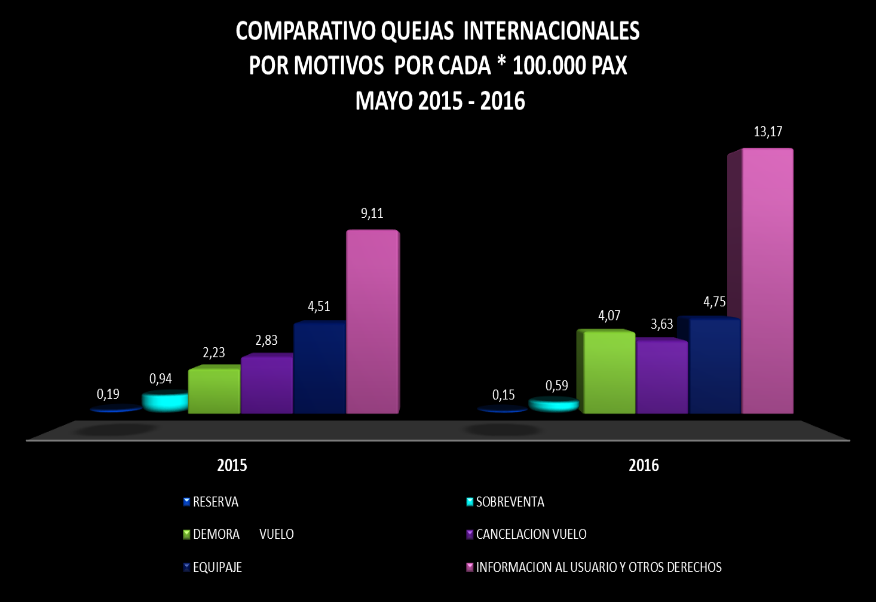 COMPARATIVO QUEJAS INTERNACIONALES
POR MOTIVOS POR CADA * 100.000 PAX
MAYO 2015 - 2016
0,19
0,94
2,23
2,83
4,51
9,11
0,15
0,59
4,07
3,63
4,75
13,17
2015
2016
RESERVA
SOBREVENTA
DEMORA VUELO
CANCELACION VUELO
EQUIPAJE
INFORMACION AL USUARIO Y OTROS DERECHOS